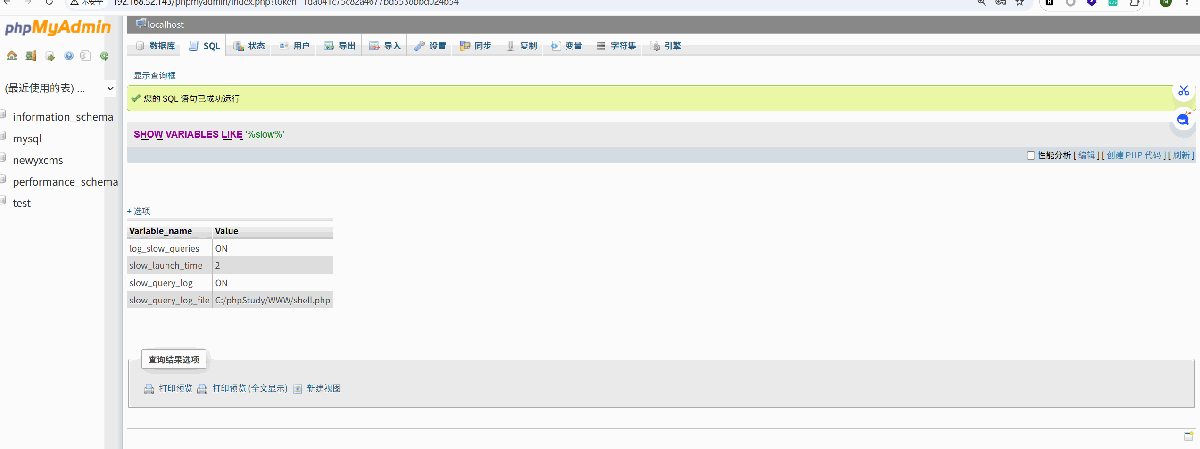 192.168.52.143/phpmyadmin/index.php?token
phpMyAdmin
localhost
数据库 SQL 状态 用户 导出 导入 设置 同步 复制 变量 字符集 引擎
(最近使用的表) ...
information_schema
mysql
newyxcms
performance_schema
test
显示查询框
您的 SQL 语句已成功运行
SHOW VARIABLES LIKE '%slow%'
性能分析 [ 编辑 ] [ 创建 PHP 代码 ] [ 刷新 ]
+ 选项
Variable_name Value
log_slow_queries ON
slow_launch_time 2
slow_query_log ON
slow_query_log_file C:/phpStudy/WWW/shell.php
查询结果选项
打印预览 打印预览 (全文显示) 新建视图